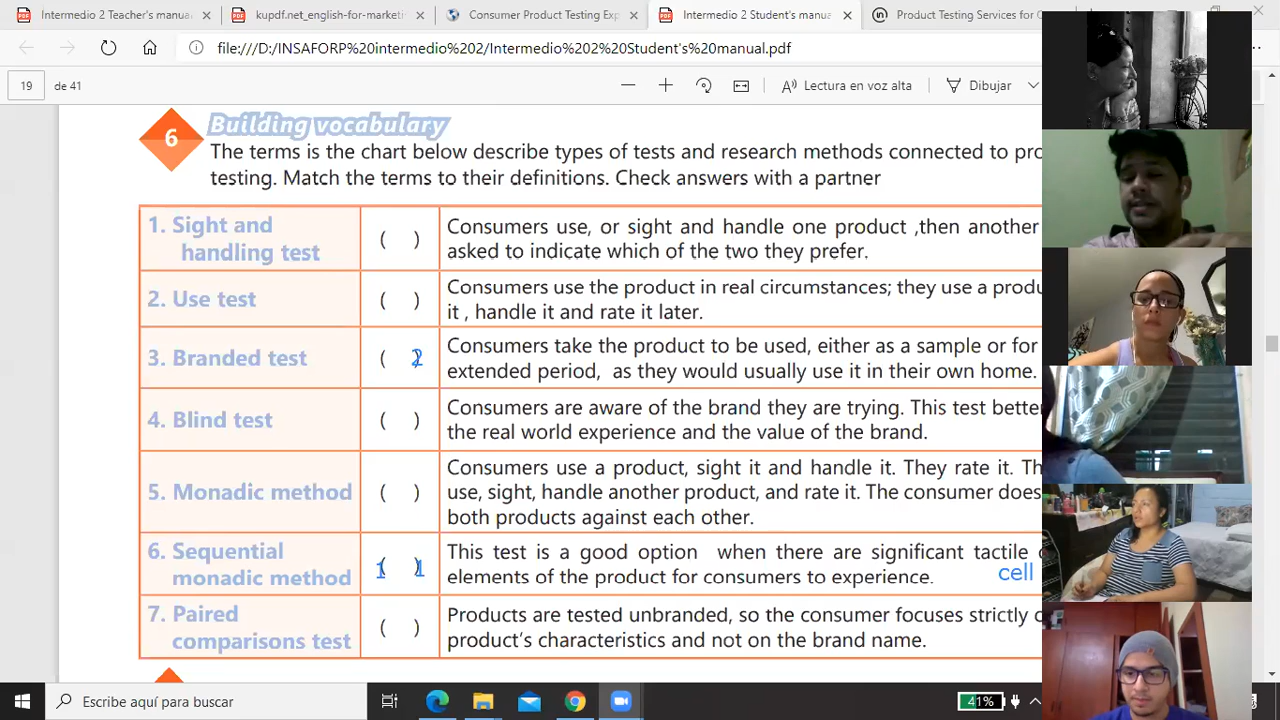 Intermedio 2 Teacher's manua
kupdf.net_english-for-marketin
Consumer Product Testing Exp
Intermedio 2 Student's manua
Product Testing Services for C
file:///D:/INSAFORP%20intermedio%202/Intermedio%202%20Student's%20manual.pdf
19 de 41
Lectura en voz alta
Dibujar
6 Building vocabulary
The terms is the chart below describe types of tests and research methods connected to pro
testing. Match the terms to their definitions. Check answers with a partner
1. Sight and
handling test
( )
Consumers use, or sight and handle one product ,then another
asked to indicate which of the two they prefer.
2. Use test
( )
Consumers use the product in real circumstances; they use a produ
it , handle it and rate it later.
3. Branded test
( 2)
Consumers take the product to be used, either as a sample or for
extended period, as they would usually use it in their own home.
4. Blind test
( )
Consumers are aware of the brand they are trying. This test better
the real world experience and the value of the brand.
5. Monadic method
( )
Consumers use a product, sight it and handle it. They rate it. Th
use, sight, handle another product, and rate it. The consumer does
both products against each other.
6. Sequential
monadic method
1( )1
This test is a good option when there are significant tactile o
elements of the product for consumers to experience.
cell
7. Paired
comparisons test
( )
Products are tested unbranded, so the consumer focuses strictly o
product's characteristics and not on the brand name.
Escribe aquí para buscar
41%